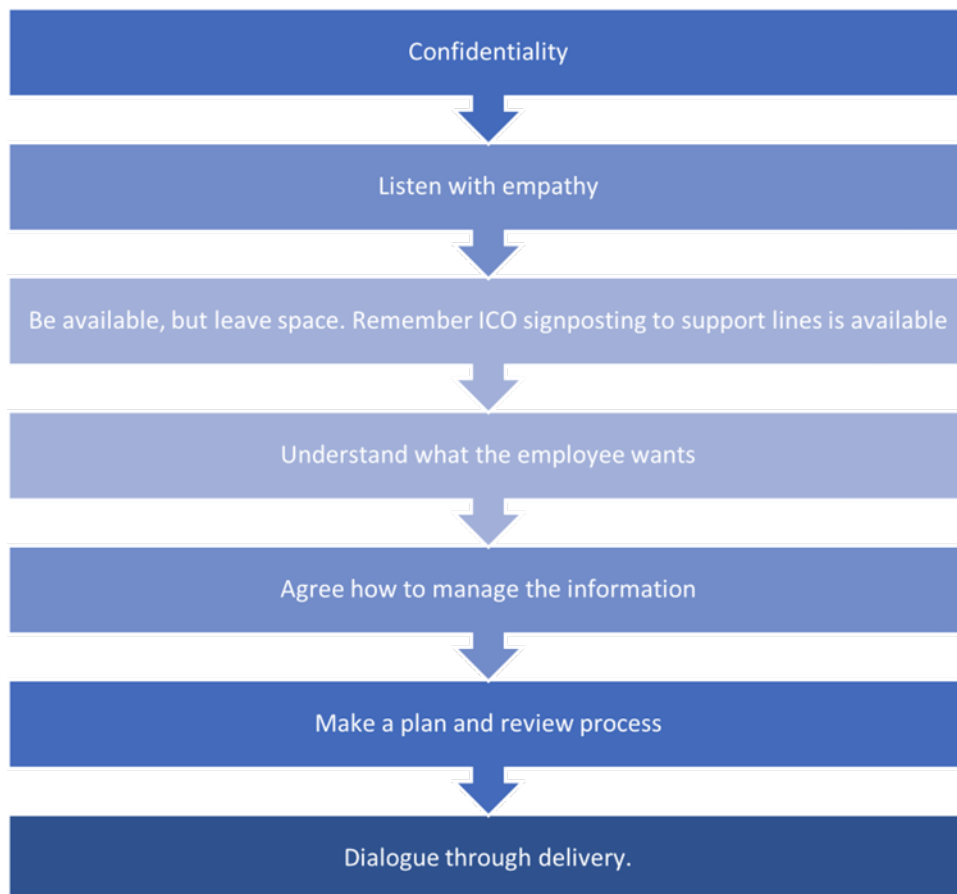 Confidentiality
Listen with empathy
Be available, but leave space. Remember ICO signposting to support lines is available
Understand what the employee wants
Agree how to manage the information
Make a plan and review process
Dialogue through delivery.